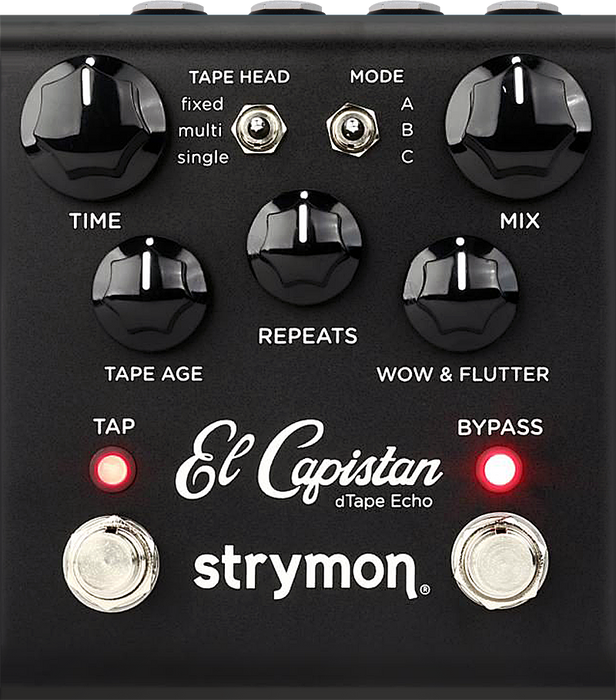 TAPE HEAD
MODE
fixed
A
multi
B
single
C
TIME
MIX
REPEATS
TAPE AGE
WOW & FLUTTER
TAP
BYPASS
El Capistan
dTape Echo
strymon®